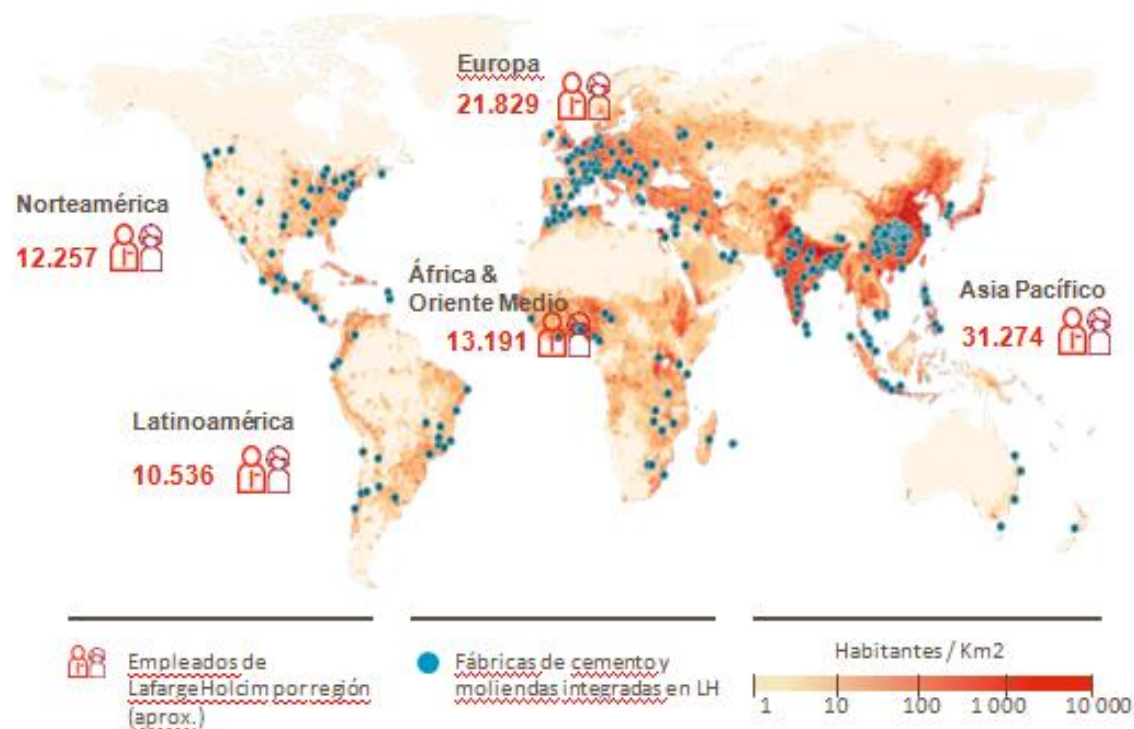 Europa
21.829
Norteamérica
12.257
África &
Oriente Medio
13.191
Asia Pacífico
31.274
Latinoamérica
10.536
Empleados de
LafargeHolcim por región
(aprox.)
Fábricas de cemento y
moliendas integradas en LH
Habitantes / Km2
1 10 100 1 000 10 000